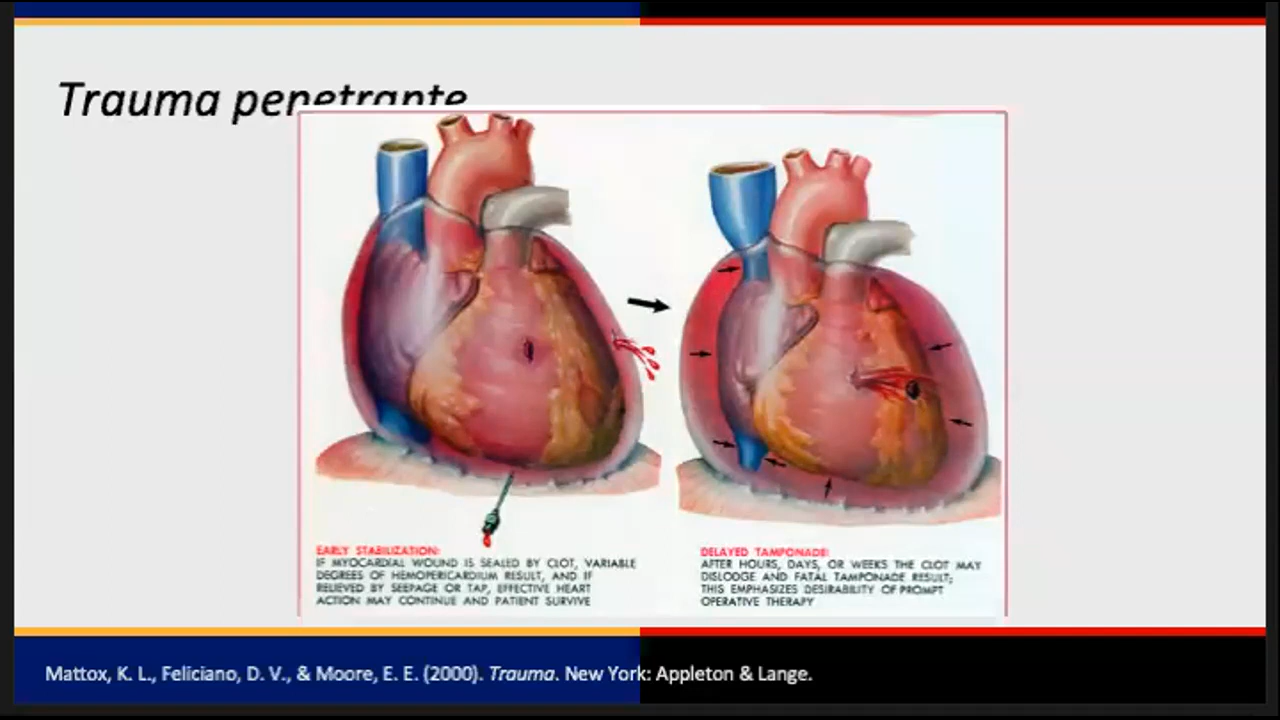 Trauma penetrante
EARLY STABILIZATION:
IF MYOCARDIAL WOUND IS SEALED BY CLOT, VARIABLE
DEGREES OF HEMOPERICARDIUM RESULT, AND IF
RELIEVED BY SEEPAGE OR TAP, EFFECTIVE HEART
ACTION MAY CONTINUE AND PATIENT SURVIVE
DELAYED TAMPONADE:
AFTER HOURS, DAYS, OR WEEKS THE CLOT MAY
DISLODGE AND FATAL TAMPONADE RESULT;
THIS EMPHASIZES DESIRABILITY OF PROMPT
OPERATIVE THERAPY
Mattox, K. L., Feliciano, D. V., & Moore, E. E. (2000). Trauma. New York: Appleton & Lange.